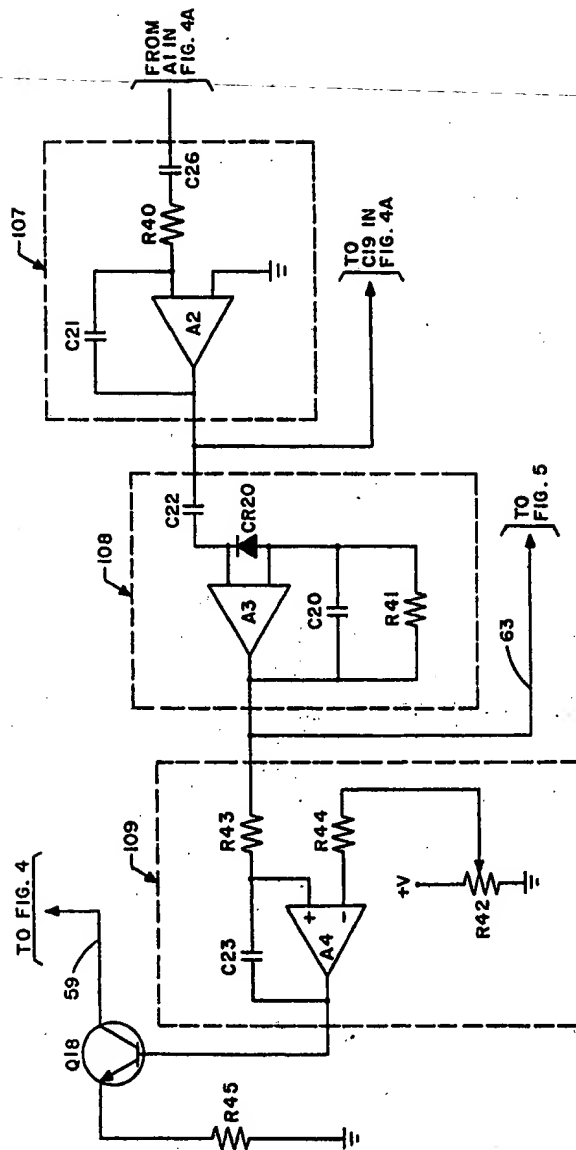 FROM
A1 IN
FIG. 4A
107
C26
R40
C21
A2
TO
C19 IN
FIG. 4A
108
C22
CR20
A3
C20
R41
TO
FIG. 5
63
109
R43
R44
C23
+
-
A4
+V
R42
TO FIG. 4
59
Q18
R45